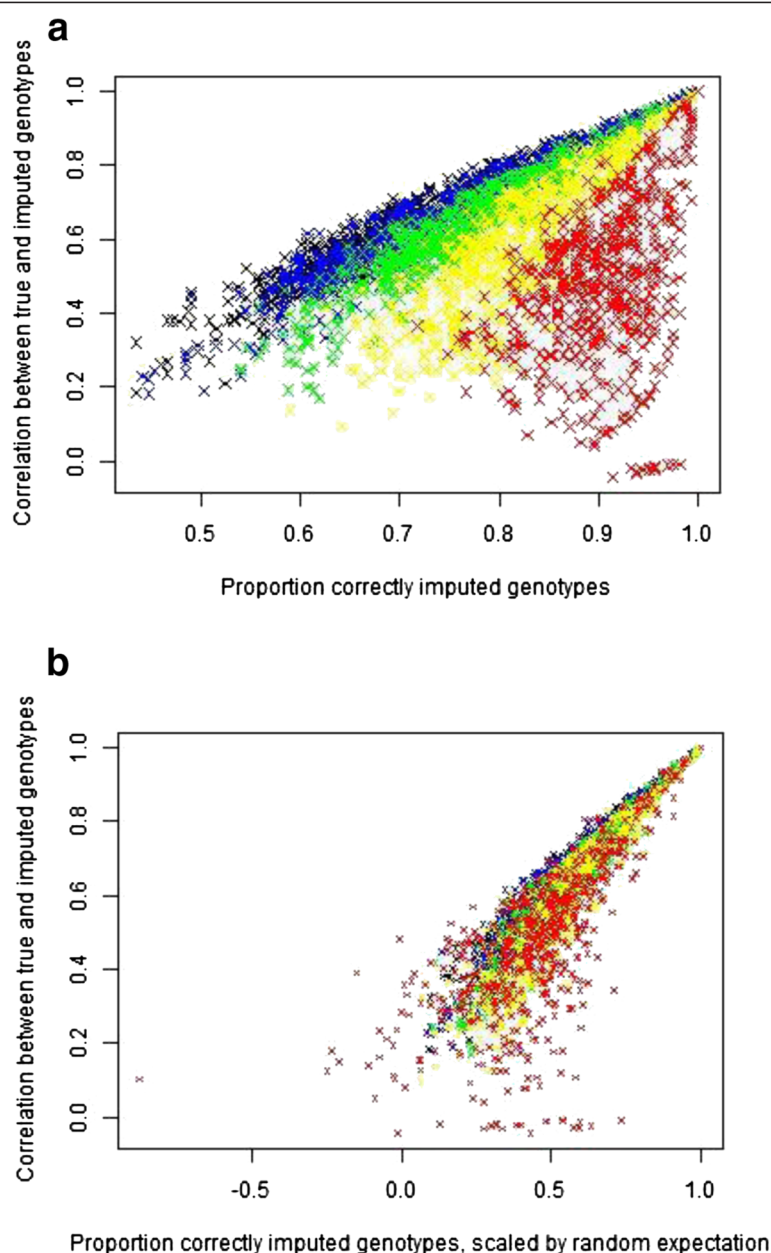 a
Correlation between true and imputed genotypes
1.0
0.8
0.6
0.4
0.2
0.0
0.5 0.6 0.7 0.8 0.9 1.0
Proportion correctly imputed genotypes
b
Correlation between true and imputed genotypes
1.0
0.8
0.6
0.4
0.2
0.0
-0.5 0.0 0.5 1.0
Proportion correctly imputed genotypes, scaled by random expectation